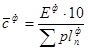 c̄^ф = E^ф · 10 / ∑ pl_n^ф